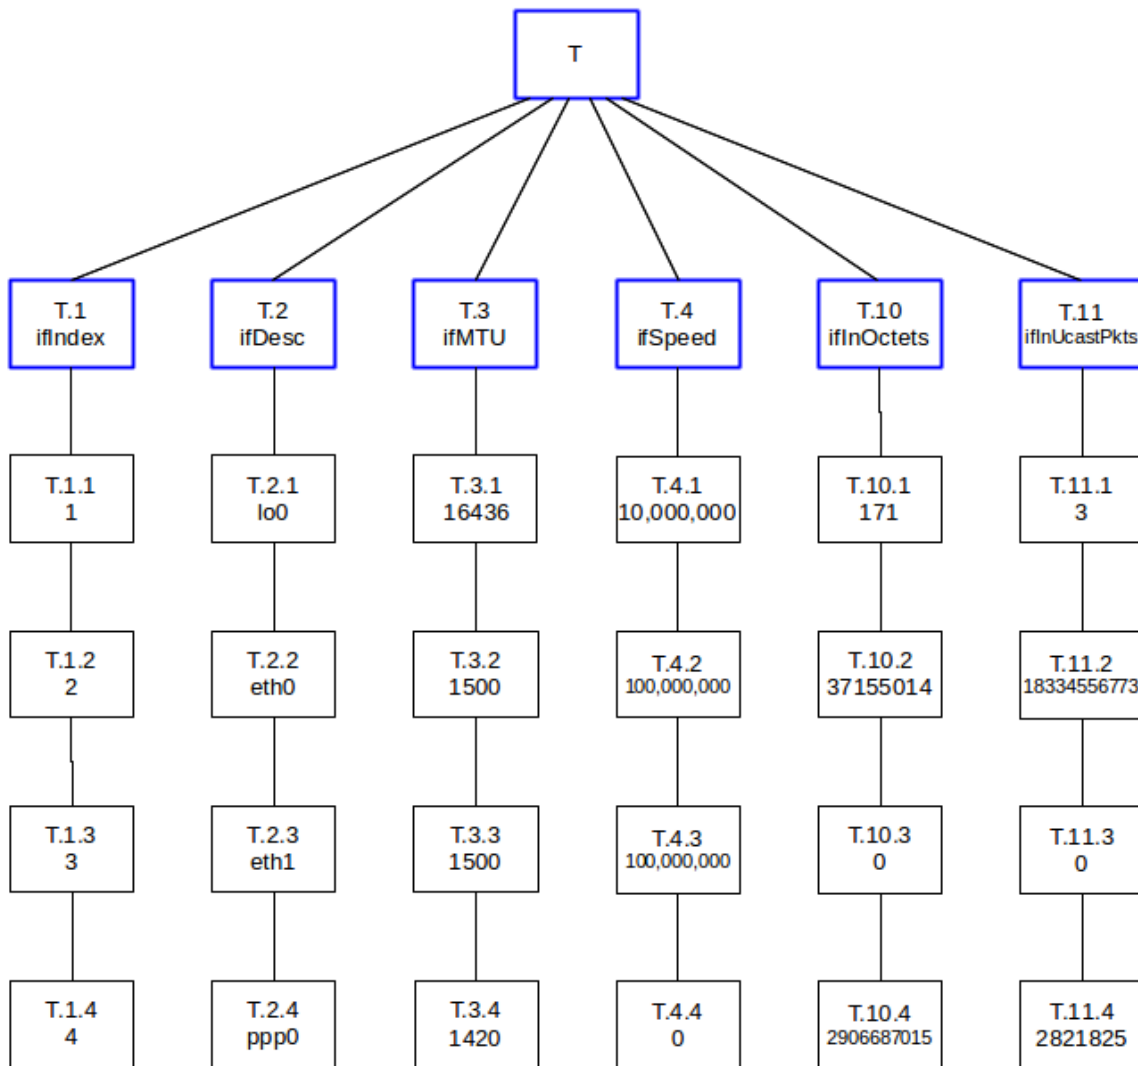 T
T.1
ifIndex
T.2
ifDesc
T.3
ifMTU
T.4
ifSpeed
T.10
ifInOctets
T.11
ifInUcastPkts
T.1.1
1
T.2.1
lo0
T.3.1
16436
T.4.1
10,000,000
T.10.1
171
T.11.1
3
T.1.2
2
T.2.2
eth0
T.3.2
1500
T.4.2
100,000,000
T.10.2
37155014
T.11.2
18334556773
T.1.3
3
T.2.3
eth1
T.3.3
1500
T.4.3
100,000,000
T.10.3
0
T.11.3
0
T.1.4
4
T.2.4
ppp0
T.3.4
1420
T.4.4
0
T.10.4
2906687015
T.11.4
2821825